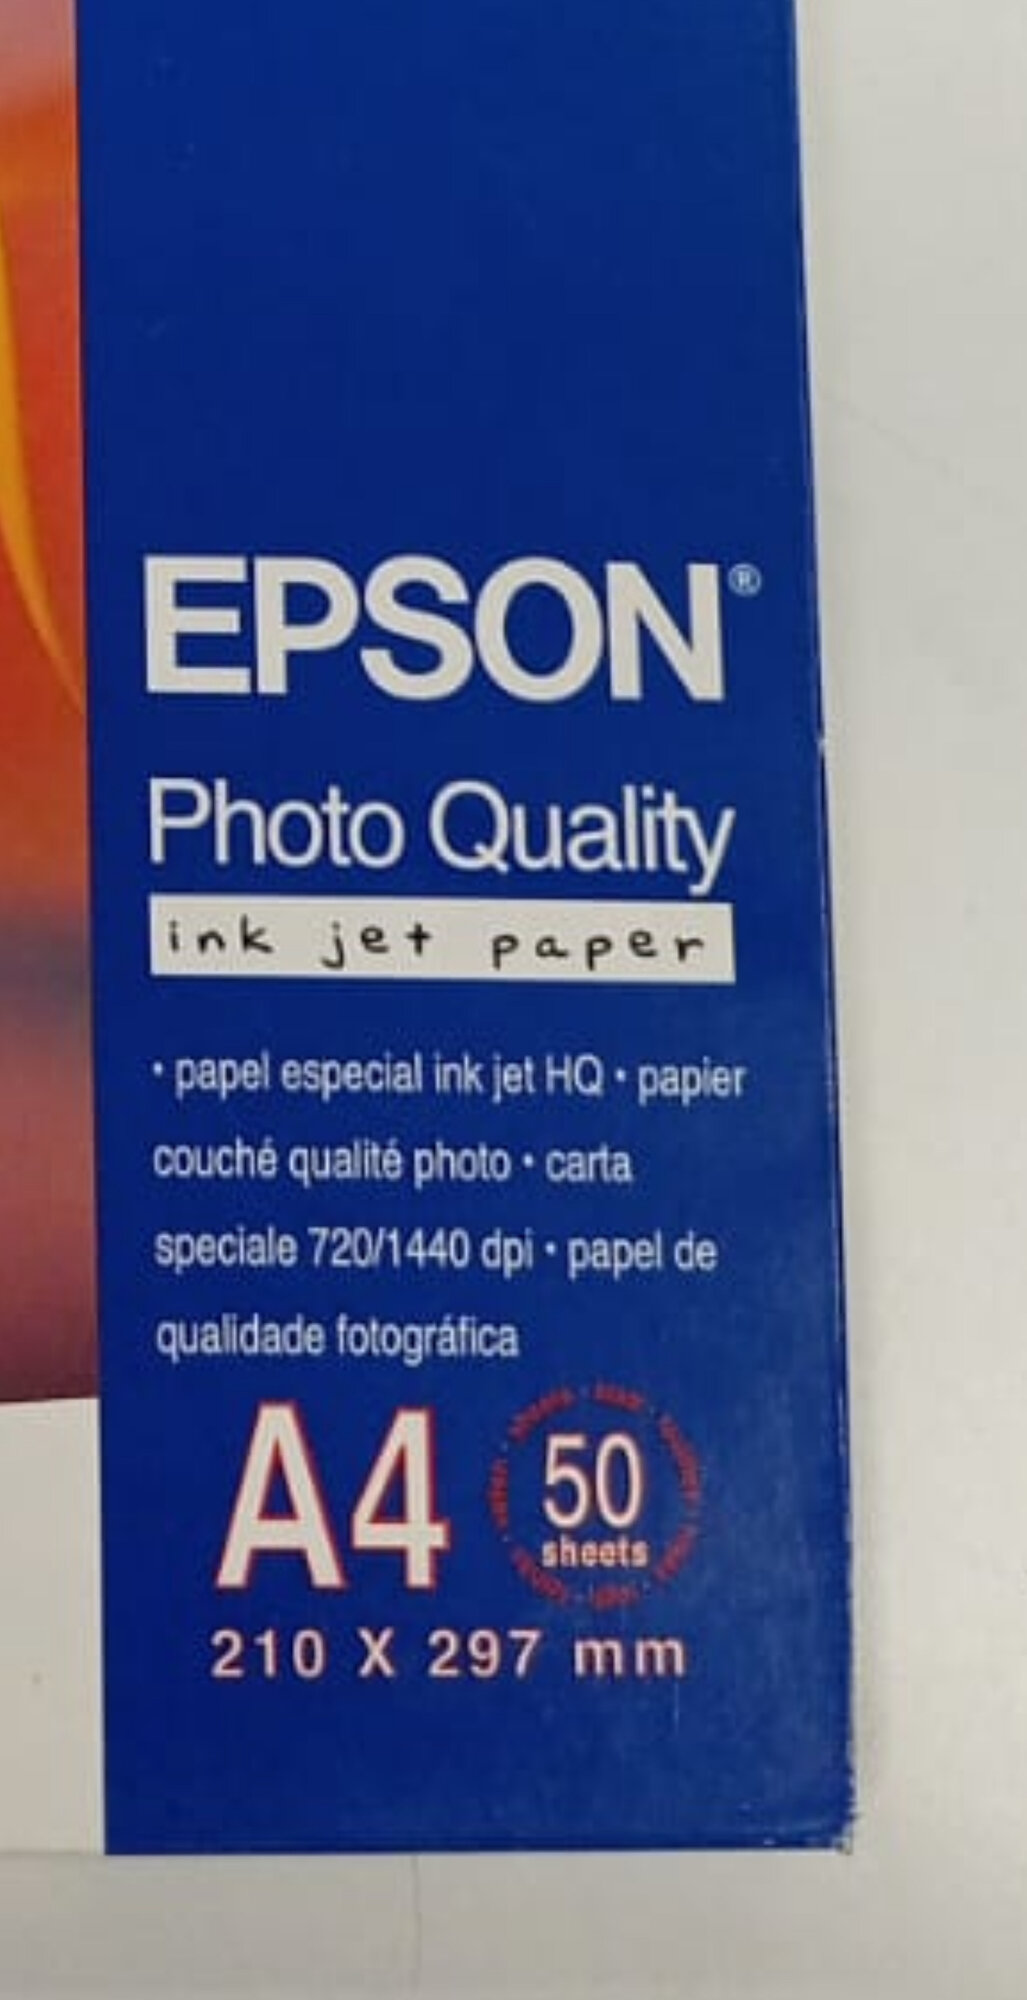 EPSON®
Photo Quality
ink jet paper
• papel especial ink jet HQ • papier
couché qualité photo • carta
speciale 720/1440 dpi • papel de
qualidade fotográfica
A4
50
sheets
210 X 297 mm